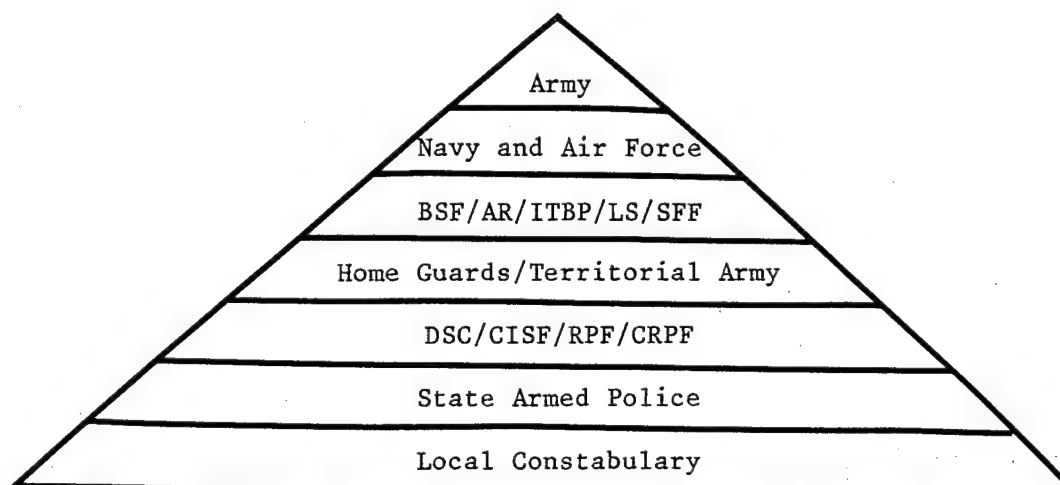 Army
Navy and Air Force
BSF/AR/ITBP/LS/SFF
Home Guards/Territorial Army
DSC/CISF/RPF/CRPF
State Armed Police
Local Constabulary